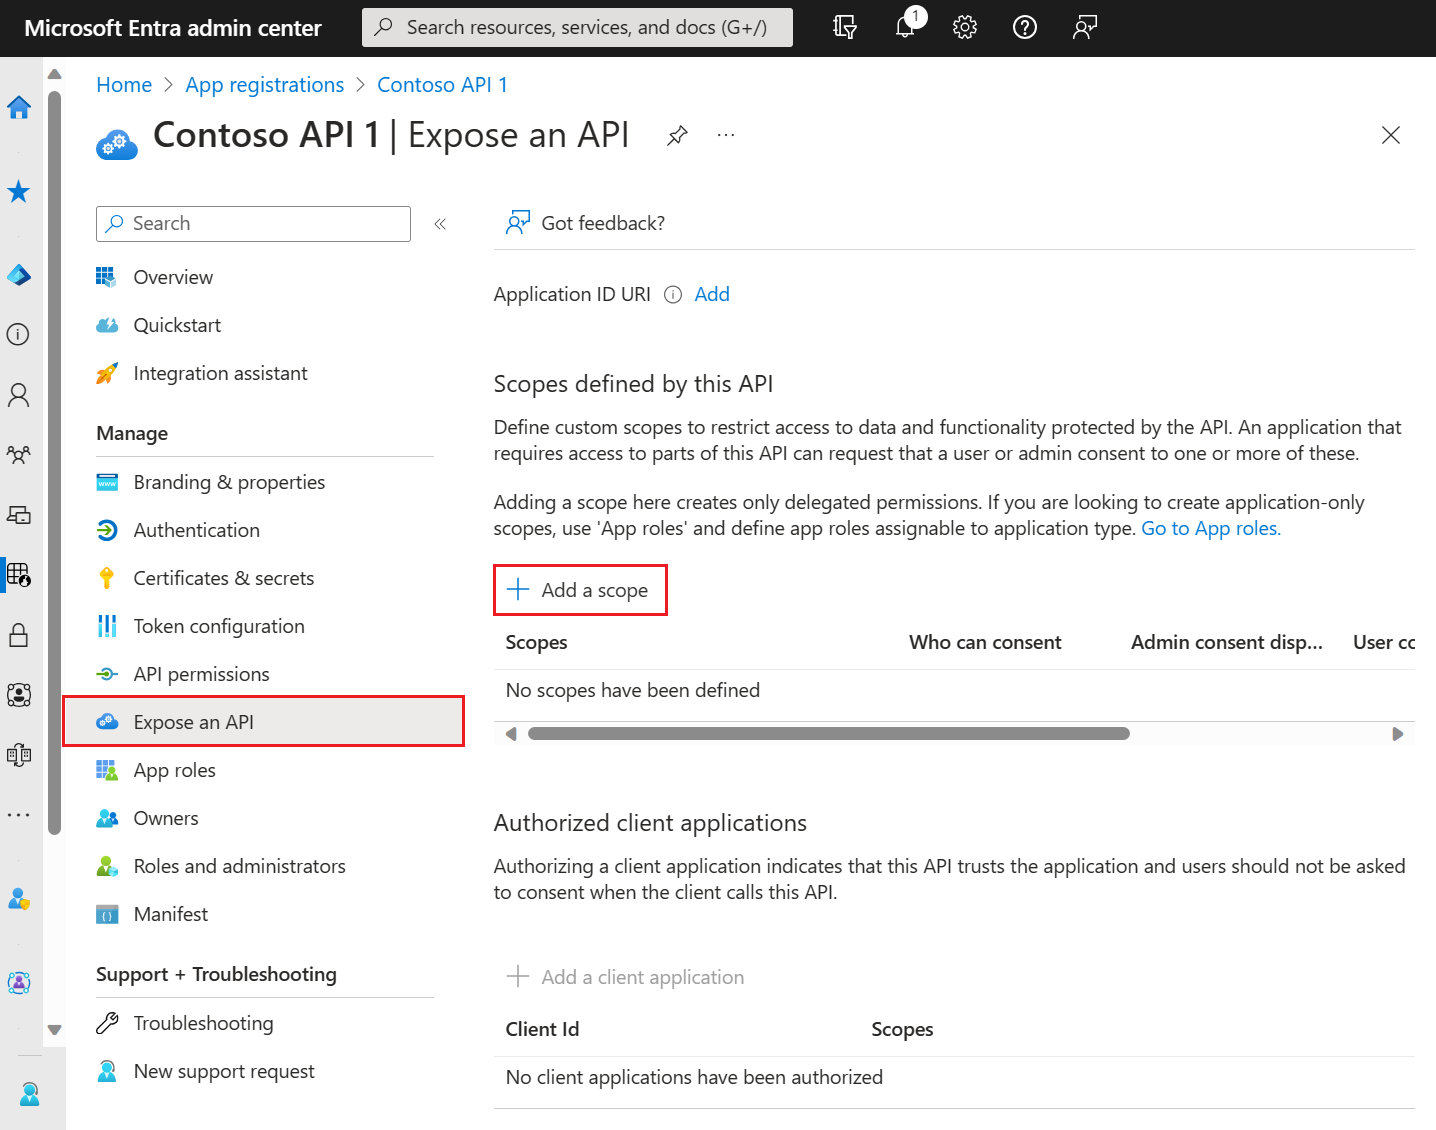 Microsoft Entra admin center
Search resources, services, and docs (G+/)
1
Home > App registrations > Contoso API 1
Contoso API 1 | Expose an API
Search
«
Overview
Quickstart
Integration assistant
Manage
Branding & properties
Authentication
Certificates & secrets
Token configuration
API permissions
Expose an API
App roles
Owners
Roles and administrators
Manifest
Support + Troubleshooting
Troubleshooting
New support request
Got feedback?
Application ID URI Add
Scopes defined by this API
Define custom scopes to restrict access to data and functionality protected by the API. An application that
requires access to parts of this API can request that a user or admin consent to one or more of these.
Adding a scope here creates only delegated permissions. If you are looking to create application-only
scopes, use 'App roles' and define app roles assignable to application type. Go to App roles.
Add a scope
Scopes Who can consent Admin consent disp... User co
No scopes have been defined
Authorized client applications
Authorizing a client application indicates that this API trusts the application and users should not be asked
to consent when the client calls this API.
Add a client application
Client Id Scopes
No client applications have been authorized